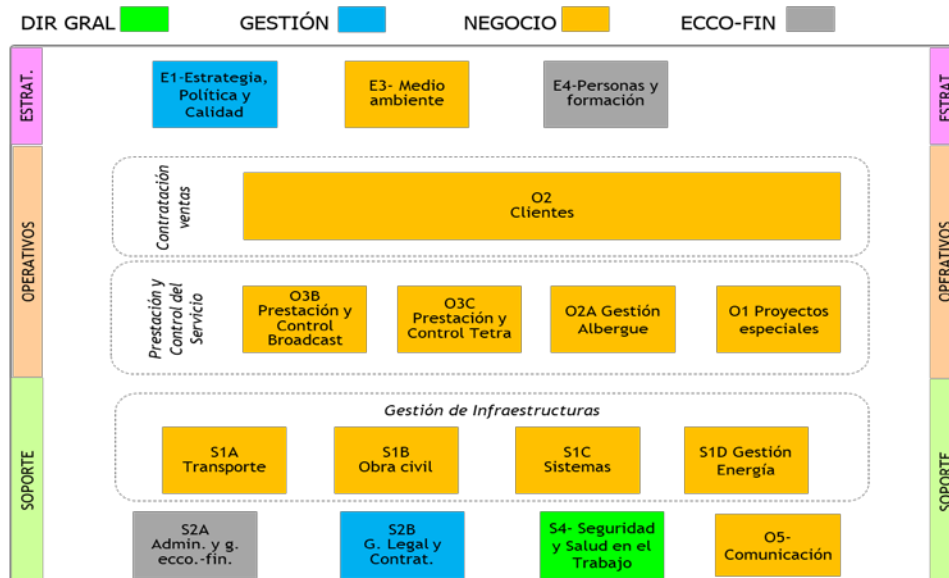 DIR GRAL
GESTIÓN
NEGOCIO
ECCO-FIN
ESTRAT.
E1-Estrategia,
Política y
Calidad
E3- Medio
ambiente
E4-Personas y
formación
ESTRAT.
OPERATIVOS
Contratación
ventas
O2
Clientes
OPERATIVOS
Prestación y
Control del
Servicio
O3B
Prestación y
Control
Broadcast
O3C
Prestación y
Control Tetra
O2A Gestión
Albergue
O1 Proyectos
especiales
SOPORTE
Gestión de Infraestructuras
S1A
Transporte
S1B
Obra civil
S1C
Sistemas
S1D Gestión
Energía
SOPORTE
S2A
Admin. y g.
ecco.-fin.
S2B
G. Legal y
Contrat.
S4- Seguridad
y Salud en el
Trabajo
O5-
Comunicación